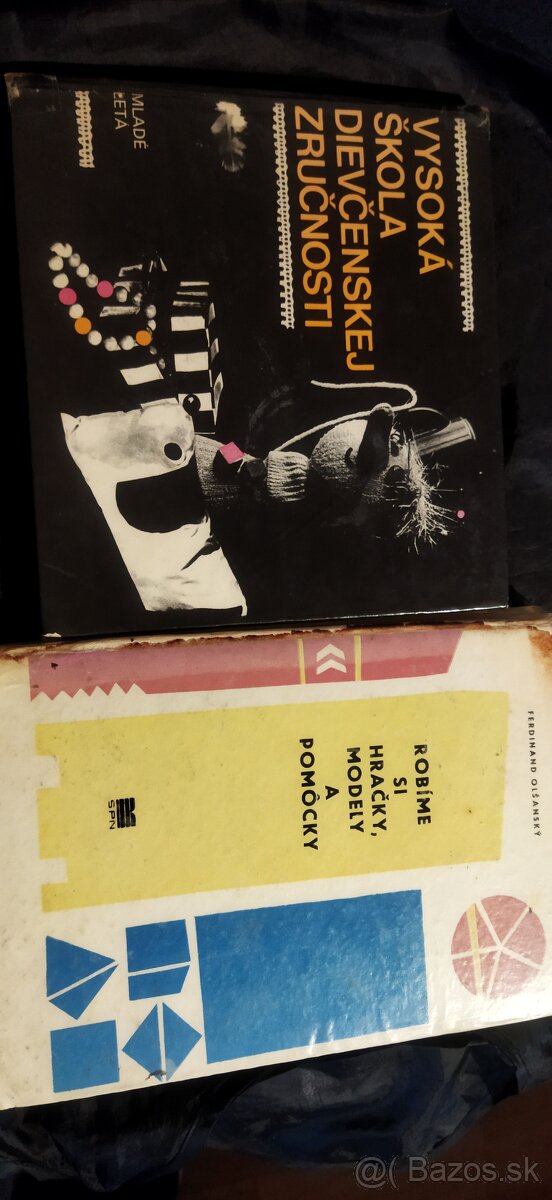 VYSOKÁ
ŠKOLA
DIEVČENSKEJ
ZRUČNOSTI
MLADÉ
LETÁ
FERDINAND OLŠANSKÝ
ROBÍME
SI
HRAČKY,
MODELY
A
POMÔCKY
SPN
@( Bazos.sk